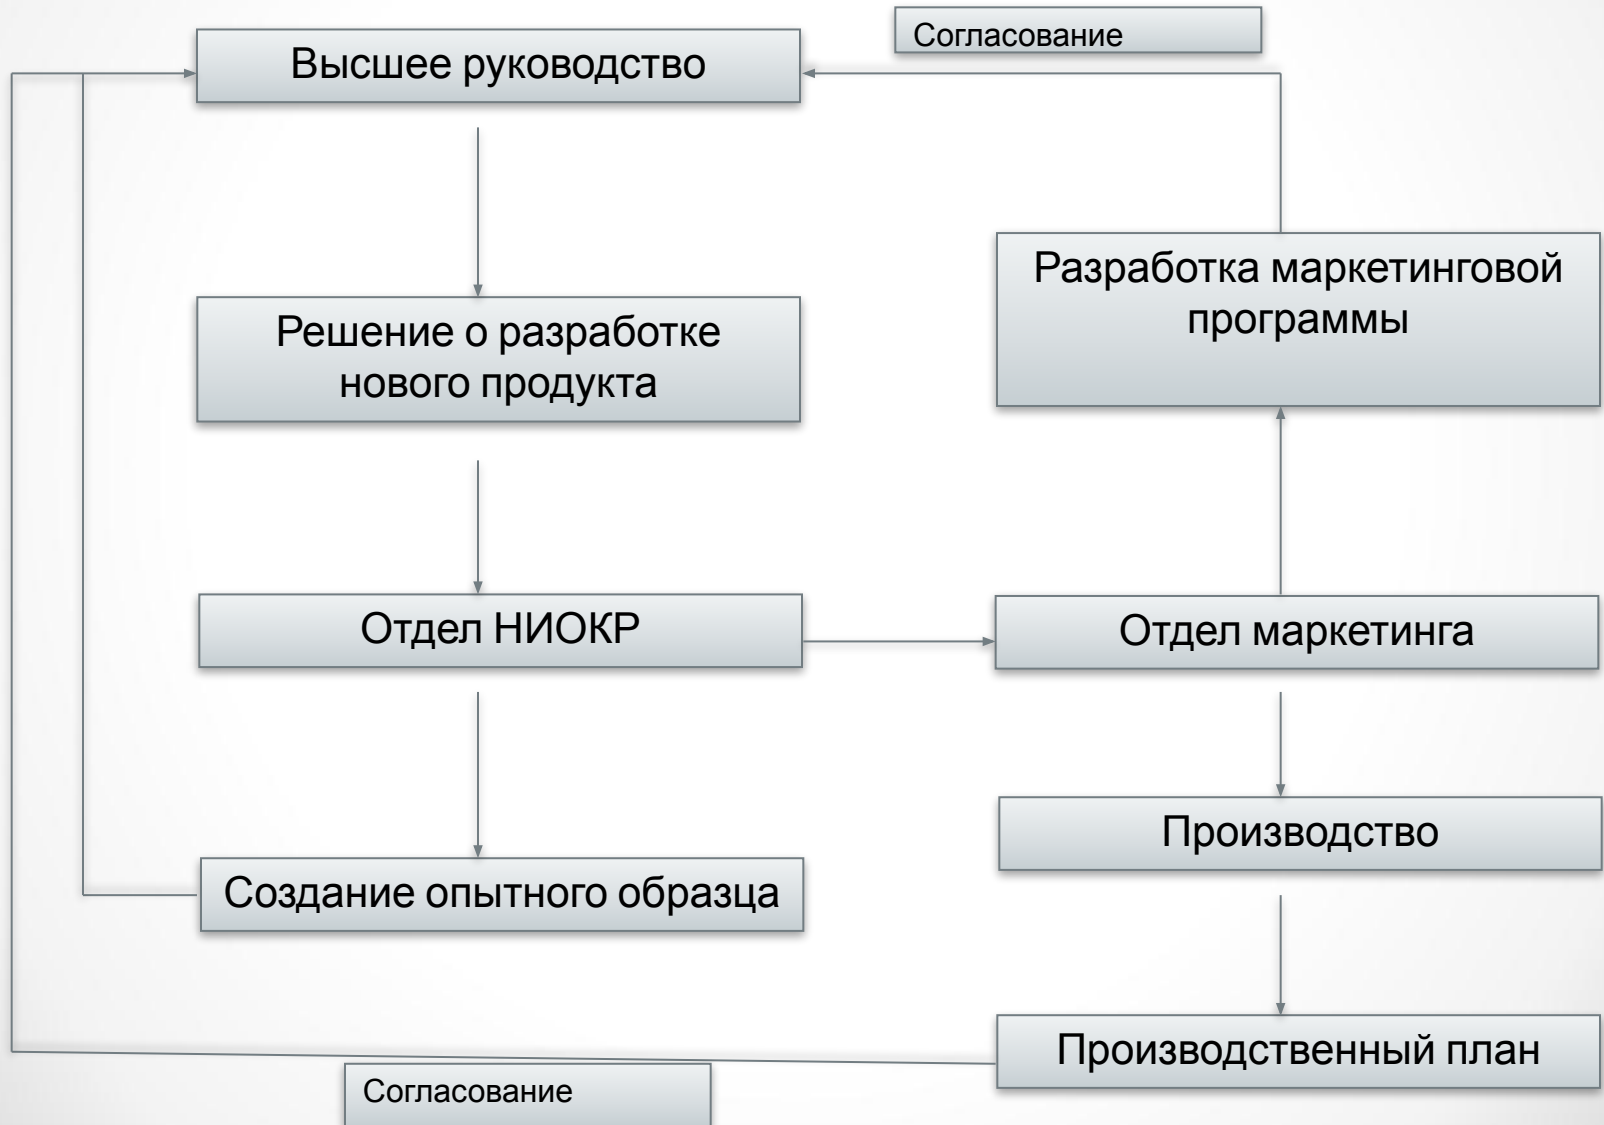 Согласование
Высшее руководство
Решение о разработке
нового продукта
Разработка маркетинговой
программы
Отдел НИОКР
Отдел маркетинга
Производство
Создание опытного образца
Производственный план
Согласование